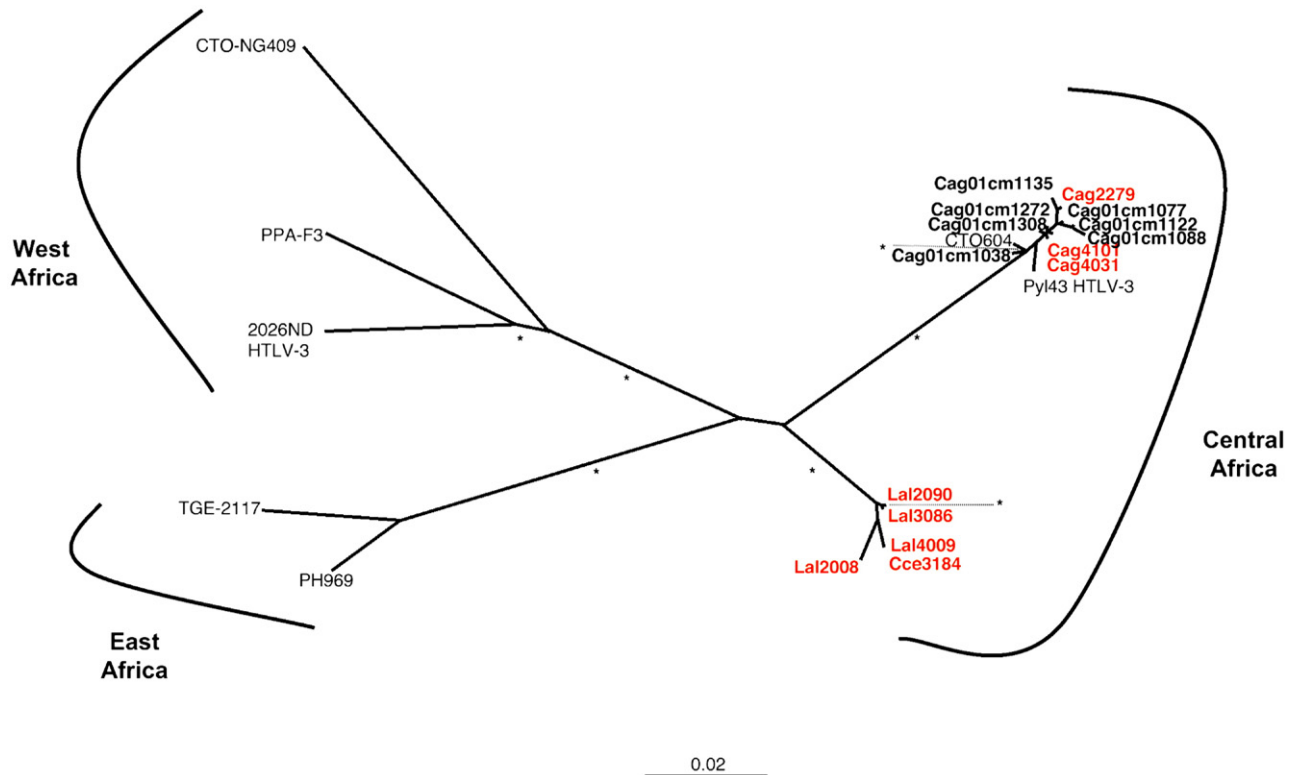 CTO-NG409
West
Africa
PPA-F3
2026ND
HTLV-3
*
*
TGE-2117
PH969
*
East
Africa
Cag01cm1135
Cag2279
Cag01cm1272
Cag01cm1077
Cag01cm1308
Cag01cm1122
CTO604
Cag01cm1088
*
Cag01cm1038
Cag4101
Cag4031
Pyl43 HTLV-3
*
Central
Africa
*
Lal2090
*
Lal3086
Lal4009
Lal2008
Cce3184
0.02